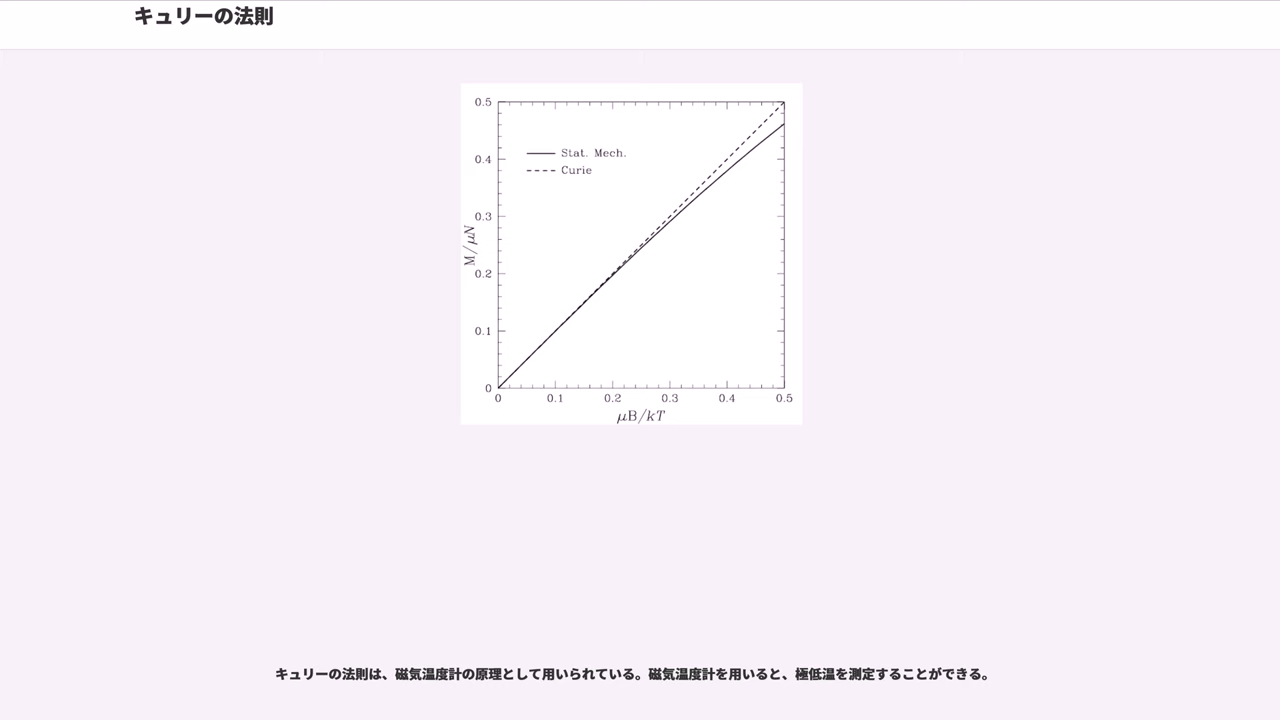 キュリーの法則
0.5
Stat. Mech.
0.4
Curie
0.3
M/μN
0.2
0.1
0
0 0.1 0.2 0.3 0.4 0.5
μB/kT
キュリーの法則は、磁気温度計の原理として用いられている。磁気温度計を用いると、極低温を測定することができる。